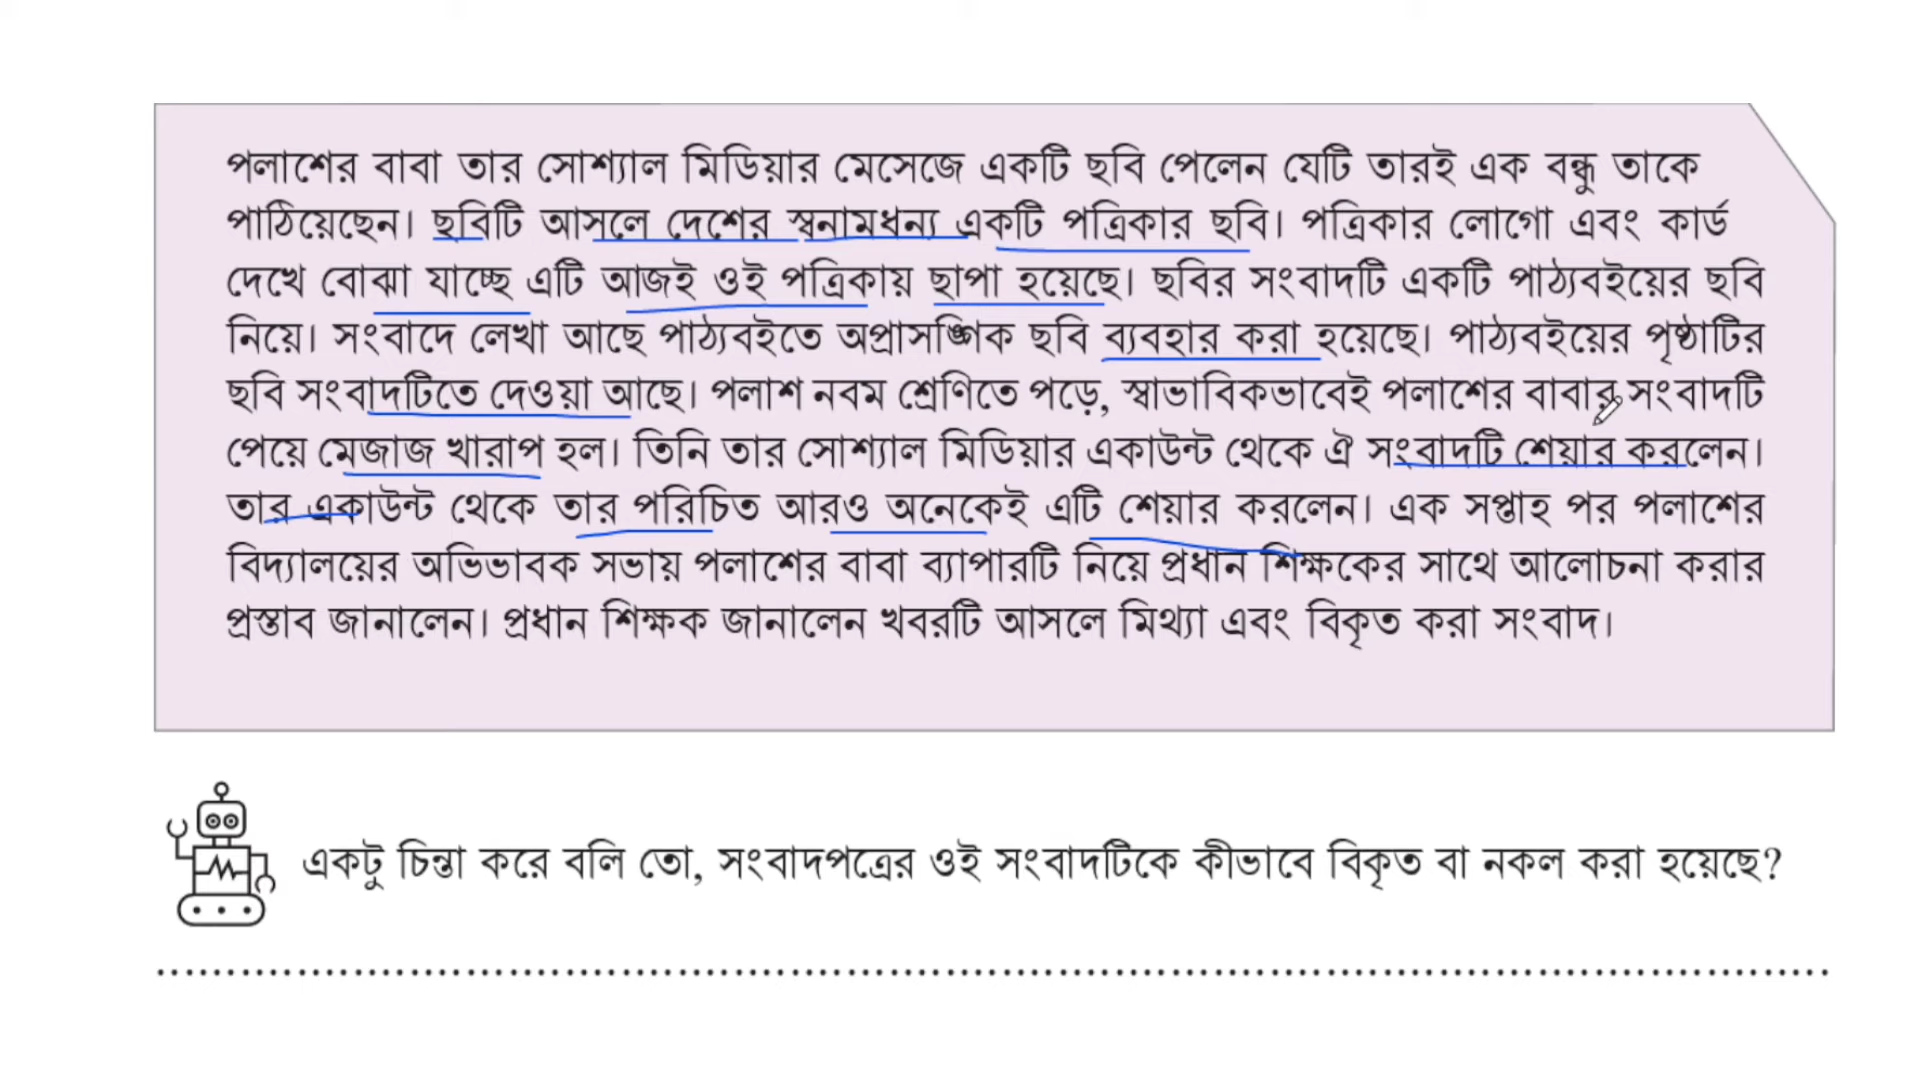 পলাশের বাবা তার সোশ্যাল মিডিয়ার মেসেজে একটি ছবি পেলেন যেটি তারই এক বন্ধু তাকে
পাঠিয়েছেন। ছবিটি আসলে দেশের স্বনামধন্য একটি পত্রিকার ছবি। পত্রিকার লোগো এবং কার্ড
দেখে বোঝা যাচ্ছে এটি আজই ওই পত্রিকায় ছাপা হয়েছে। ছবির সংবাদটি একটি পাঠ্যবইয়ের ছবি
নিয়ে। সংবাদে লেখা আছে পাঠ্যবইতে অপ্রাসঙ্গিক ছবি ব্যবহার করা হয়েছে। পাঠ্যবইয়ের পৃষ্ঠাটির
ছবি সংবাদটিতে দেওয়া আছে। পলাশ নবম শ্রেণিতে পড়ে, স্বাভাবিকভাবেই পলাশের বাবার সংবাদটি
পেয়ে মেজাজ খারাপ হল। তিনি তার সোশ্যাল মিডিয়ার একাউন্ট থেকে ঐ সংবাদটি শেয়ার করলেন।
তার একাউন্ট থেকে তার পরিচিত আরও অনেকেই এটি শেয়ার করলেন। এক সপ্তাহ পর পলাশের
বিদ্যালয়ের অভিভাবক সভায় পলাশের বাবা ব্যাপারটি নিয়ে প্রধান শিক্ষকের সাথে আলোচনা করার
প্রস্তাব জানালেন। প্রধান শিক্ষক জানালেন খবরটি আসলে মিথ্যা এবং বিকৃত করা সংবাদ।
একটু চিন্তা করে বলি তো, সংবাদপত্রের ওই সংবাদটিকে কীভাবে বিকৃত বা নকল করা হয়েছে?